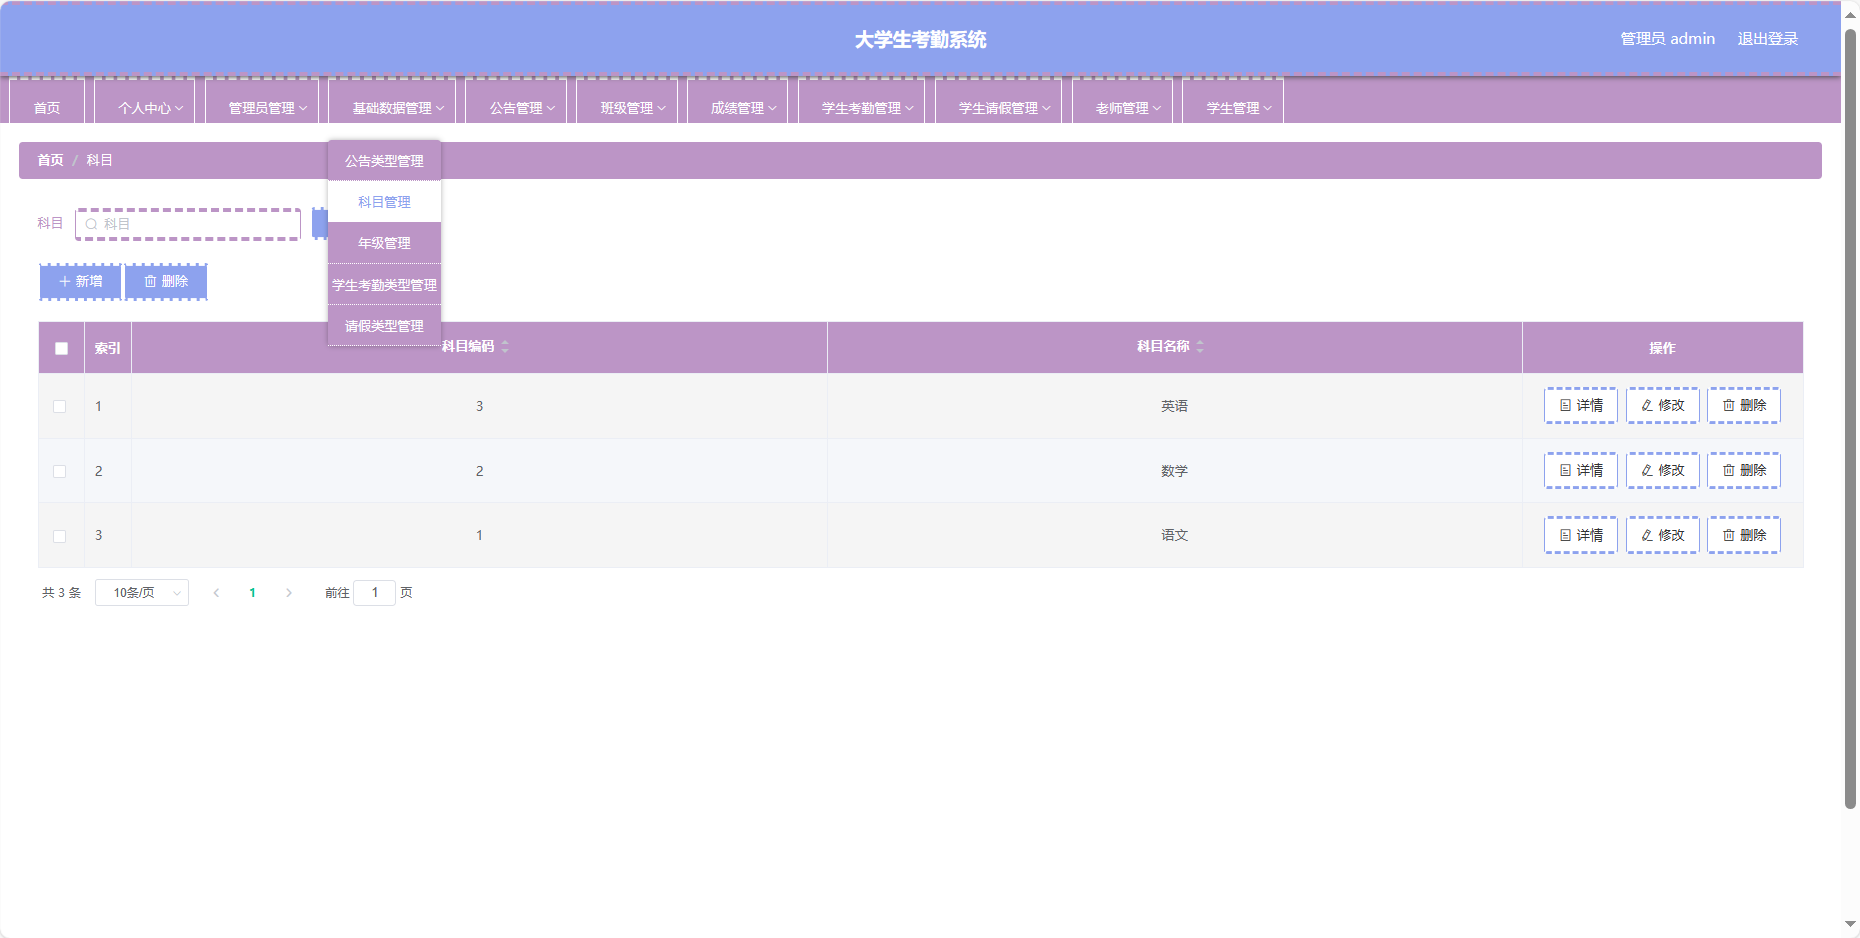 大学生考勤系统
管理员 admin 退出登录
首页 个人中心 管理员管理 基础数据管理 公告管理 班级管理 成绩管理 学生考勤管理 学生请假管理 老师管理 学生管理
首页 / 科目
公告类型管理
科目管理
年级管理
学生考勤类型管理
请假类型管理
科目 科目
新增 删除
索引 科目编码 科目名称 操作
1 3 英语 详情 修改 删除
2 2 数学 详情 修改 删除
3 1 语文 详情 修改 删除
共 3 条 10条/页 1 前往 1 页